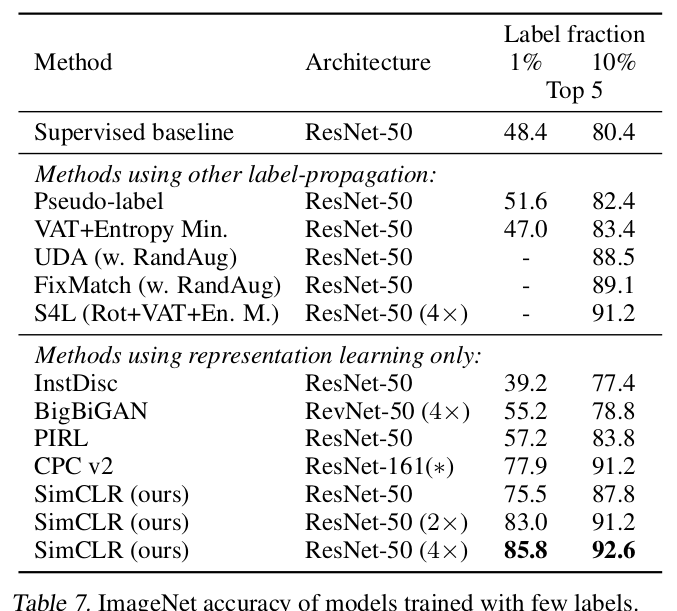 Label fraction
Method Architecture 1% 10%
Top 5
Supervised baseline ResNet-50 48.4 80.4
Methods using other label-propagation:
Pseudo-label ResNet-50 51.6 82.4
VAT+Entropy Min. ResNet-50 47.0 83.4
UDA (w. RandAug) ResNet-50 - 88.5
FixMatch (w. RandAug) ResNet-50 - 89.1
S4L (Rot+VAT+En. M.) ResNet-50 (4×) - 91.2
Methods using representation learning only:
InstDisc ResNet-50 39.2 77.4
BigBiGAN RevNet-50 (4×) 55.2 78.8
PIRL ResNet-50 57.2 83.8
CPC v2 ResNet-161(∗) 77.9 91.2
SimCLR (ours) ResNet-50 75.5 87.8
SimCLR (ours) ResNet-50 (2×) 83.0 91.2
SimCLR (ours) ResNet-50 (4×) 85.8 92.6
Table 7. ImageNet accuracy of models trained with few labels.